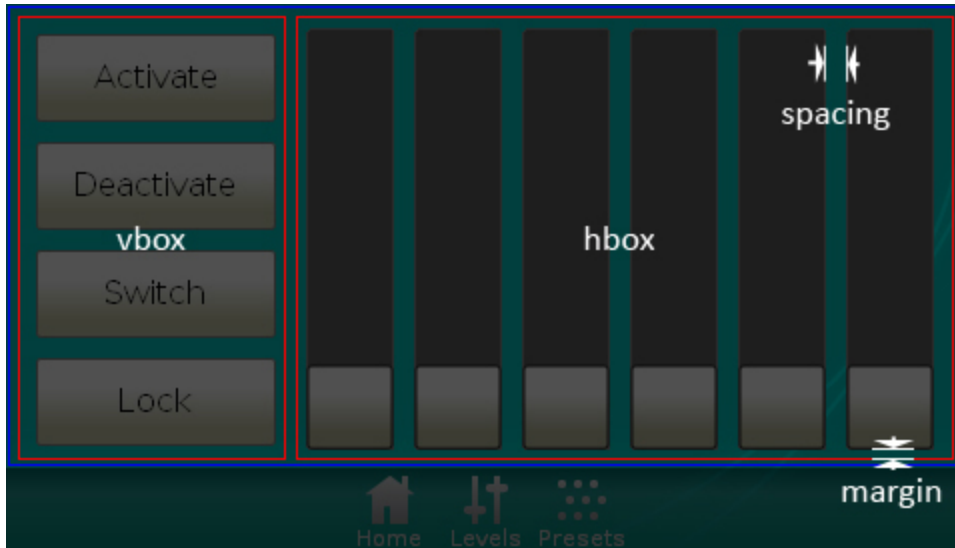 Activate
Deactivate
vbox
Switch
Lock
spacing
hbox
margin
Home Levels Presets